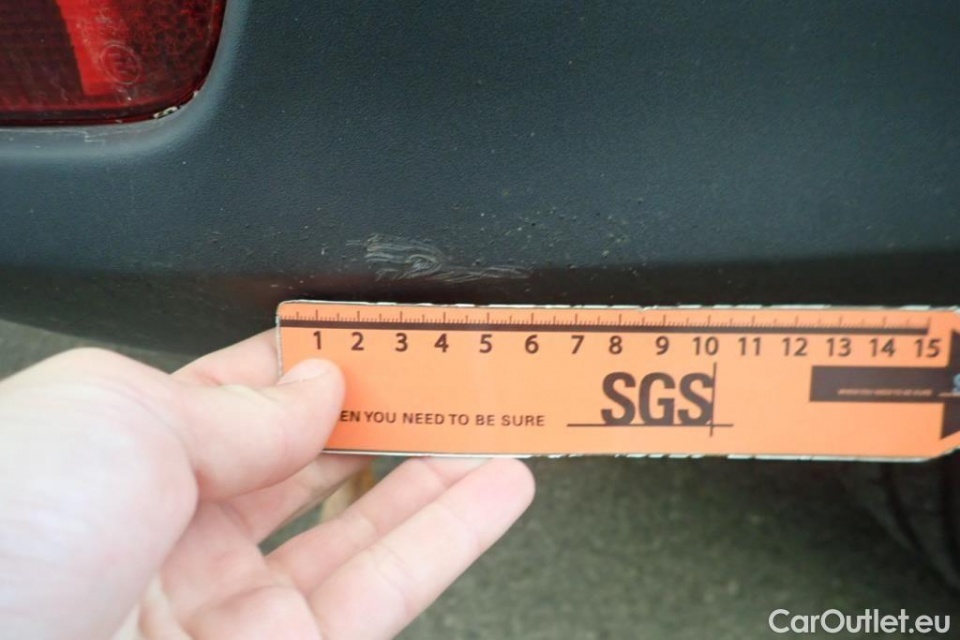 1 2 3 4 5 6 7 8 9 10 11 12 13 14 15
SGS
EN YOU NEED TO BE SURE
CarOutlet.eu